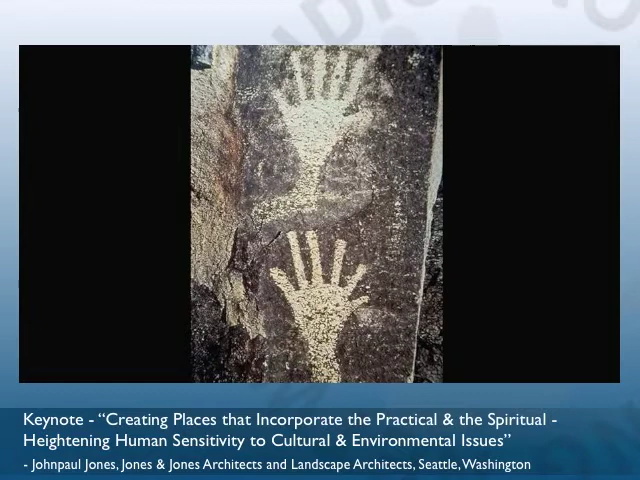 Keynote - “Creating Places that Incorporate the Practical & the Spiritual -
Heightening Human Sensitivity to Cultural & Environmental Issues”
- Johnpaul Jones, Jones & Jones Architects and Landscape Architects, Seattle, Washington